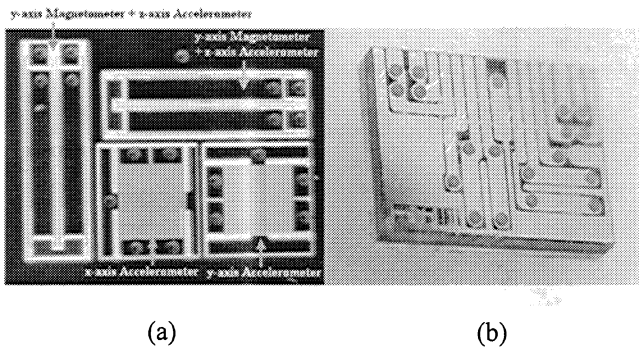 y-axis Magnetometer + z-axis Accelerometer
y-axis Magnetometer
+ z-axis Accelerometer
x-axis Accelerometer
y-axis Accelerometer
(a)
(b)